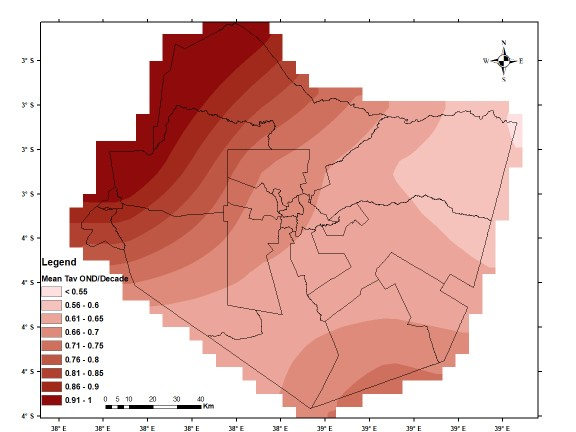 N
W E
S
3° S
3° S
3° S
3° S
4° S
4° S
4° S
4° S
4° S
Legend
Mean Tav OND/Decade
< 0.55
0.56 - 0.6
0.61 - 0.65
0.66 - 0.7
0.71 - 0.75
0.76 - 0.8
0.81 - 0.85
0.86 - 0.9
0.91 - 1
0 5 10 20 30 40
Km
38° E 38° E 38° E 38° E 38° E 38° E 39° E 39° E 39° E 39° E 39° E